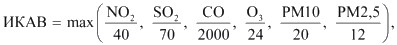 ИКАВ = max(NO₂/40, SO₂/70, CO/2000, O₃/24, PM10/20, PM2,5/12),